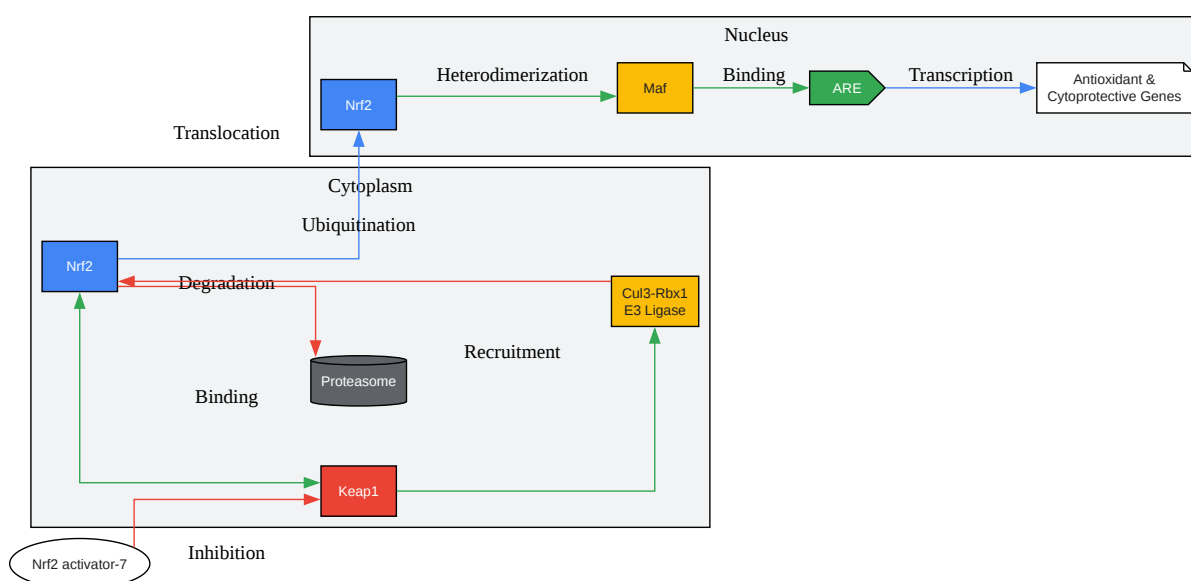 Nucleus
Heterodimerization
Binding
Transcription
Nrf2
Maf
ARE
Antioxidant &
Cytoprotective Genes
Translocation
Cytoplasm
Ubiquitination
Nrf2
Degradation
Cul3-Rbx1
E3 Ligase
Recruitment
Proteasome
Binding
Keap1
Inhibition
Nrf2 activator-7